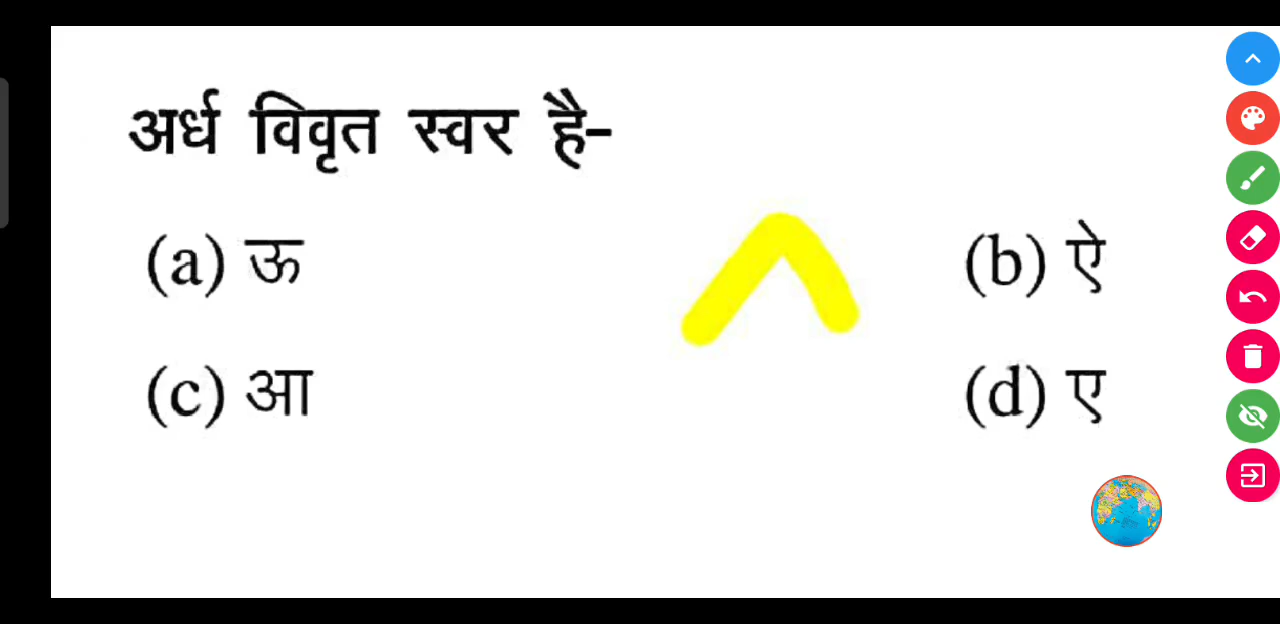 अर्ध विवृत स्वर है-
(a) ऊ (b) ऐ
(c) आ (d) ए